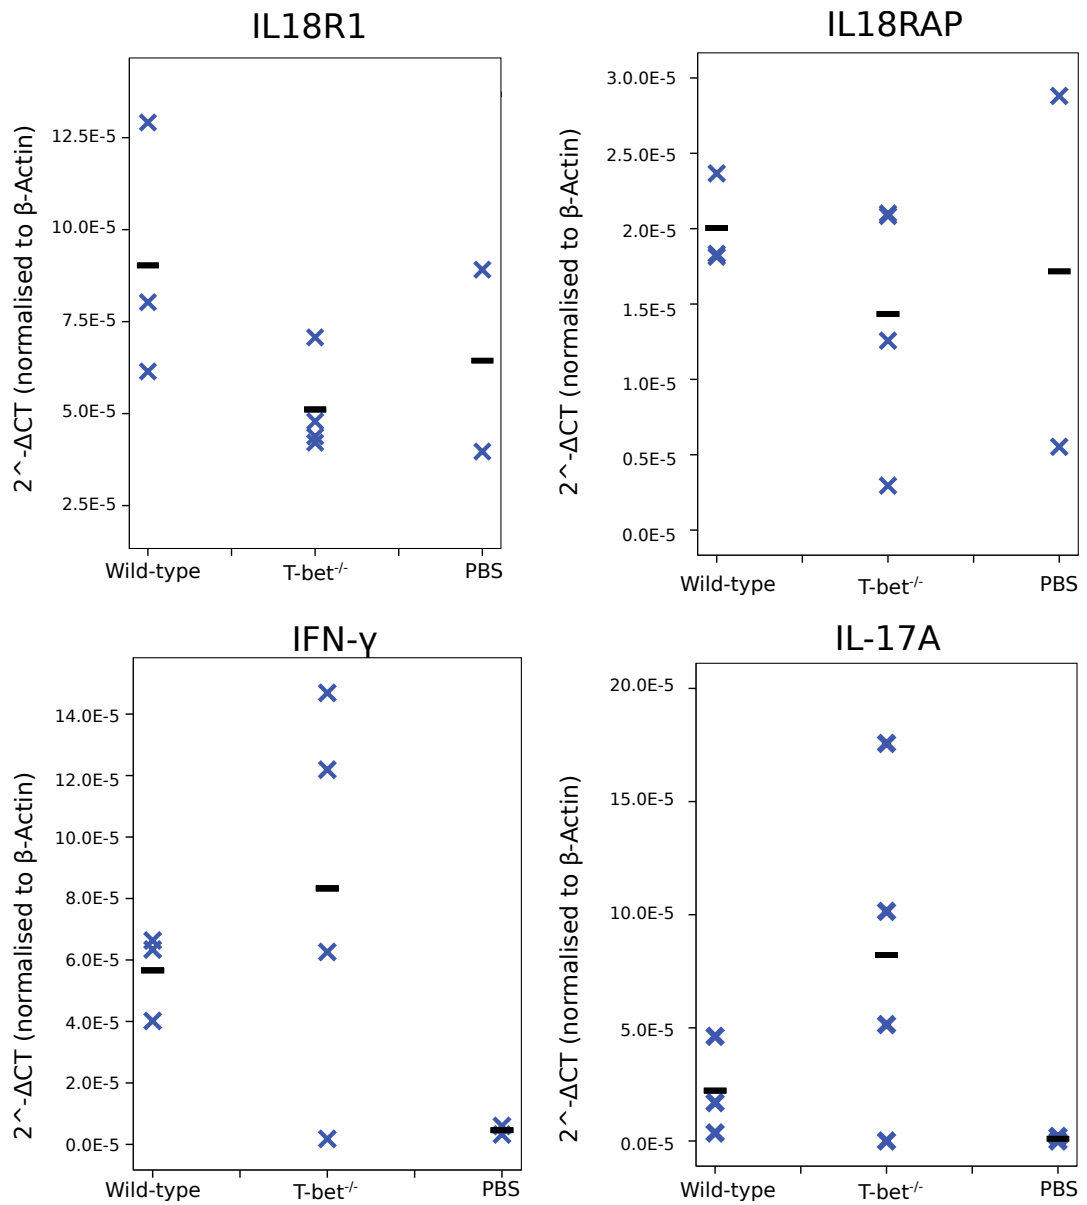 IL18R1
2^-ΔCT (normalised to β-Actin)
12.5E-5
10.0E-5
7.5E-5
5.0E-5
2.5E-5
Wild-type T-bet⁻/⁻ PBS
IL18RAP
2^-ΔCT (normalised to β-Actin)
3.0.0E-5
2.5.0E-5
2.0E-5
1.5.0E-5
1.0E-5
0.5E-5
0.0E-5
Wild-type T-bet⁻/⁻ PBS
IFN-γ
2^-ΔCT (normalised to β-Actin)
14.0E-5
12.0E-5
10.0E-5
8.0E-5
6.0E-5
4.0E-5
2.0E-5
0.0E-5
Wild-type T-bet⁻/⁻ PBS
IL-17A
2^-ΔCT (normalised to β-Actin)
20.0E-5
15.0E-5
10.0E-5
5.0E-5
0.0E-5
Wild-type T-bet⁻/⁻ PBS